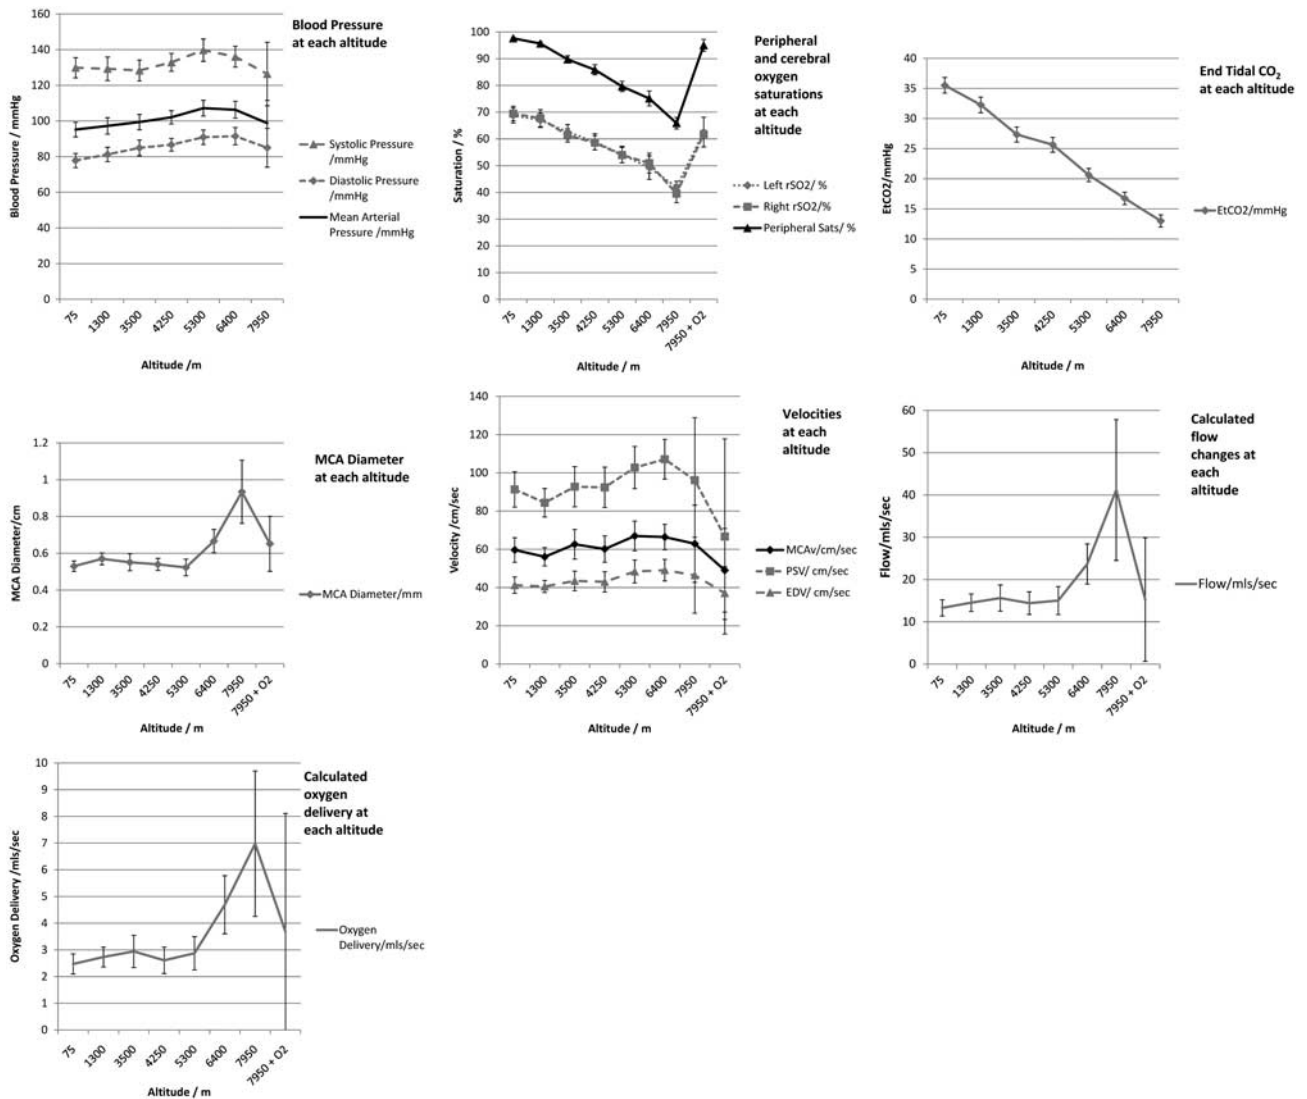 Blood Pressure
at each altitude
160
140
120
100
80
60
40
20
0
Blood Pressure / mmHg
Systolic Pressure
/mmHg
Diastolic Pressure
/mmHg
Mean Arterial
Pressure /mmHg
75
1300
3500
4250
5300
6400
7950
Altitude / m
Peripheral
and cerebral
oxygen
saturations
at each
altitude
100
90
80
70
60
50
40
30
20
10
0
Saturation / %
Left rSO2/ %
Right rSO2/%
Peripheral Sats/ %
75
1300
3500
4250
5300
6400
7950
7950 + O2
Altitude / m
End Tidal CO₂
at each altitude
40
35
30
25
20
15
10
5
0
EtCO2/mmHg
EtCO2/mmHg
75
1300
3500
4250
5300
6400
7950
Altitude / m
MCA Diameter
at each altitude
1.2
1
0.8
0.6
0.4
0.2
0
MCA Diameter/cm
MCA Diameter/mm
75
1300
3500
4250
5300
6400
7950
7950 + O2
Altitude / m
Velocities
at each
altitude
140
120
100
80
60
40
20
0
Velocity /cm/sec
MCAv/cm/sec
PSV/ cm/sec
EDV/ cm/sec
75
1300
3500
4250
5300
6400
7950
7950 + O2
Altitude / m
Calculated
flow
changes at
each
altitude
60
50
40
30
20
10
0
Flow/mls/sec
Flow/mls/sec
75
1300
3500
4250
5300
6400
7950
7950 + O2
Altitude / m
Calculated
oxygen
delivery at
each altitude
10
9
8
7
6
5
4
3
2
1
0
Oxygen Delivery /mls/sec
Oxygen
Delivery/mls/sec
75
1300
3500
4250
5300
6400
7950
7950 + O2
Altitude / m